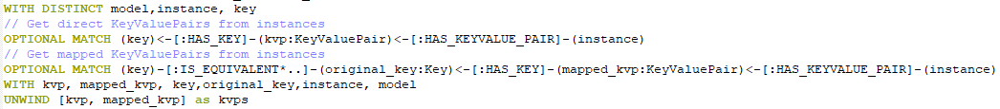 WITH DISTINCT model,instance, key
// Get direct KeyValuePairs from instances
OPTIONAL MATCH (key)<-[:HAS_KEY]-(kvp:KeyValuePair)<-[:HAS_KEYVALUE_PAIR]-(instance)
// Get mapped KeyValuePairs from instances
OPTIONAL MATCH (key)-[:IS_EQUIVALENT*..]-(original_key:Key)<-[:HAS_KEY]-(mapped_kvp:KeyValuePair)<-[:HAS_KEYVALUE_PAIR]-(instance)
WITH kvp, mapped_kvp, key,original_key,instance, model
UNWIND [kvp, mapped_kvp] as kvps